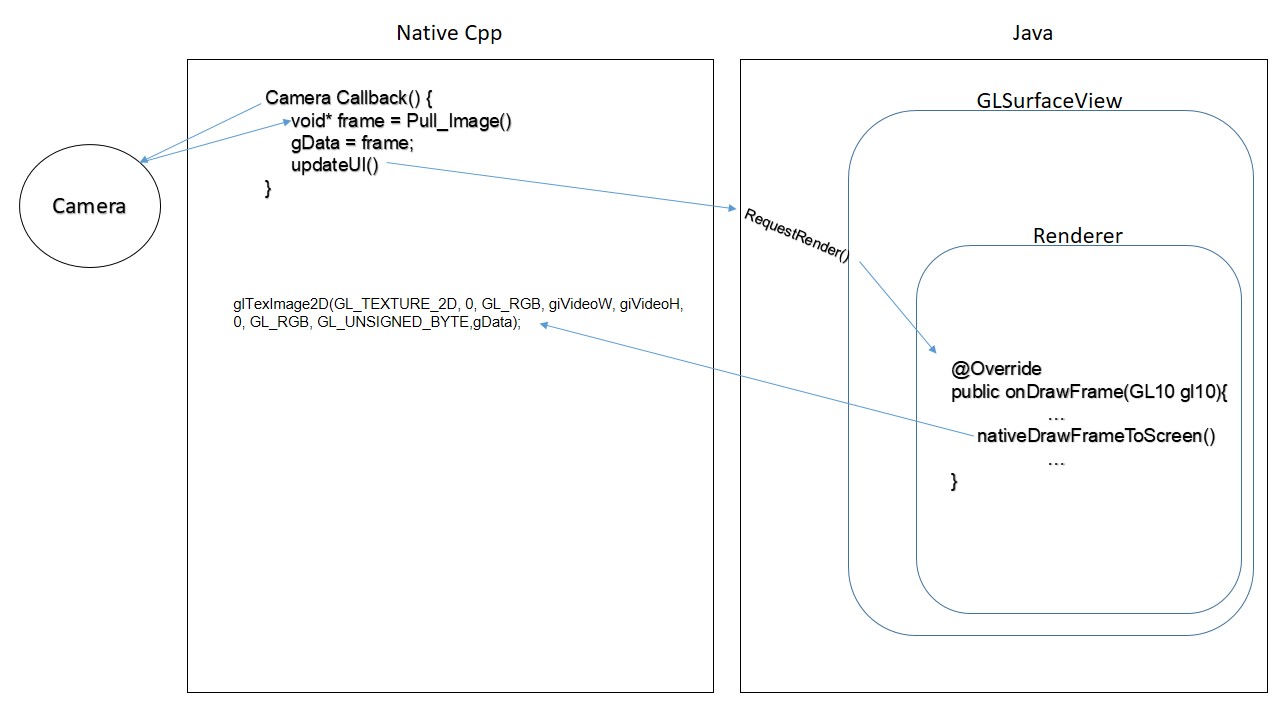 Native Cpp
Java
Camera Callback() {
void* frame = Pull_Image()
gData = frame;
updateUI()
}
Camera
glTexImage2D(GL_TEXTURE_2D, 0, GL_RGB, giVideoW, giVideoH,
0, GL_RGB, GL_UNSIGNED_BYTE,gData);
GLSurfaceView
RequestRender()
Renderer
@Override
public onDrawFrame(GL10 gl10){
...
nativeDrawFrameToScreen()
...
}